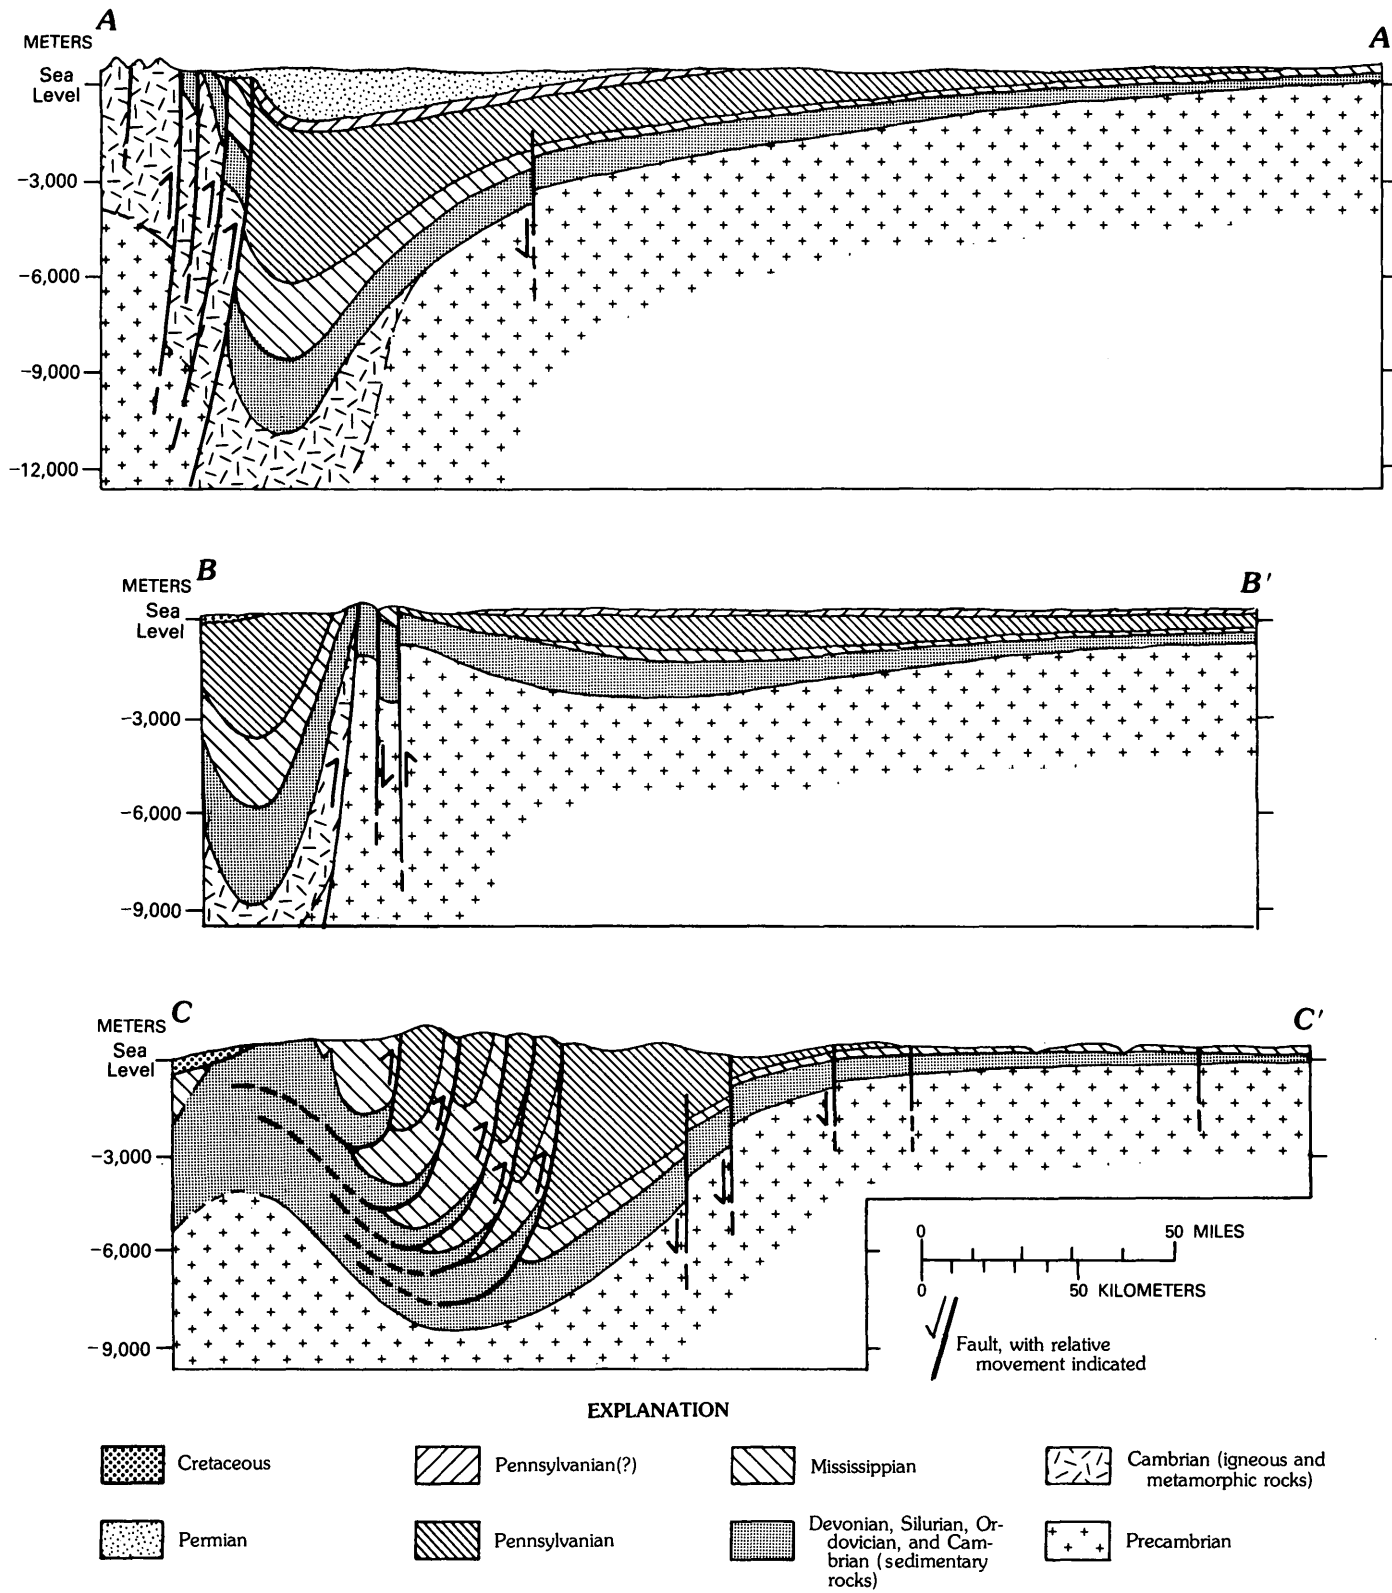 A
A
METERS
Sea
Level
−3,000
−6,000
−9,000
−12,000
B
B'
METERS
Sea
Level
−3,000
−6,000
−9,000
C
C'
METERS
Sea
Level
−3,000
−6,000
−9,000
0 50 MILES
0 50 KILOMETERS
Fault, with relative
movement indicated
EXPLANATION
Cretaceous
Permian
Pennsylvanian(?)
Pennsylvanian
Mississippian
Devonian, Silurian, Or-
dovician, and Cam-
brian (sedimentary
rocks)
Cambrian (igneous and
metamorphic rocks)
Precambrian